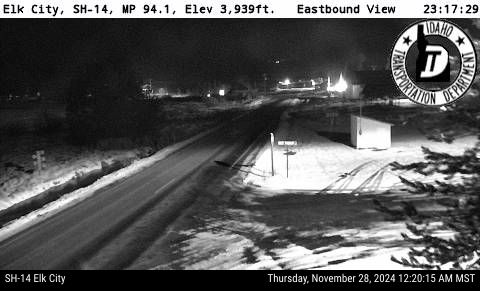 Elk City, SH-14, MP 94.1, Elev 3,939ft. Eastbound View 23:17:29
IDAHO
TRANSPORTATION DEPARTMENT
SH-14 Elk City Thursday, November 28, 2024 12:20:15 AM MST